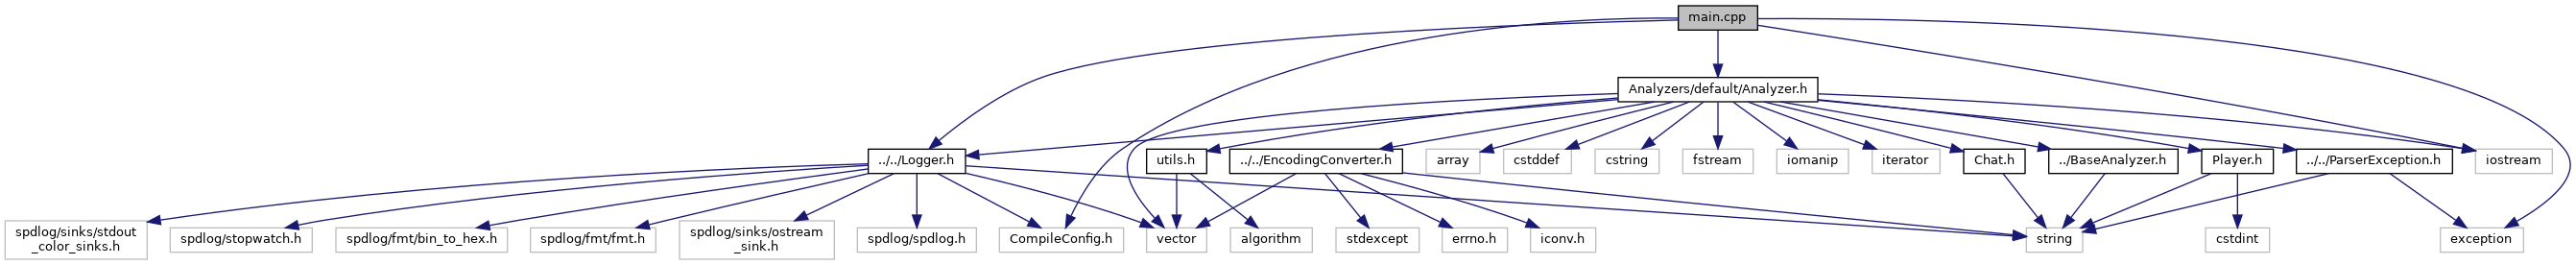 main.cpp
Analyzers/default/Analyzer.h
../../Logger.h
utils.h
../../EncodingConverter.h
array
cstddef
cstring
fstream
iomanip
iterator
Chat.h
../BaseAnalyzer.h
Player.h
../../ParserException.h
iostream
spdlog/sinks/stdout
_color_sinks.h
spdlog/stopwatch.h
spdlog/fmt/bin_to_hex.h
spdlog/fmt/fmt.h
spdlog/sinks/ostream
_sink.h
spdlog/spdlog.h
CompileConfig.h
vector
algorithm
stdexcept
errno.h
iconv.h
string
cstdint
exception